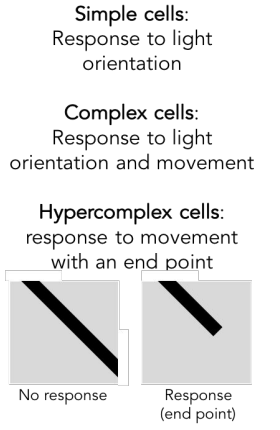 Simple cells:
Response to light
orientation
Complex cells:
Response to light
orientation and movement
Hypercomplex cells:
response to movement
with an end point
No response
Response
(end point)